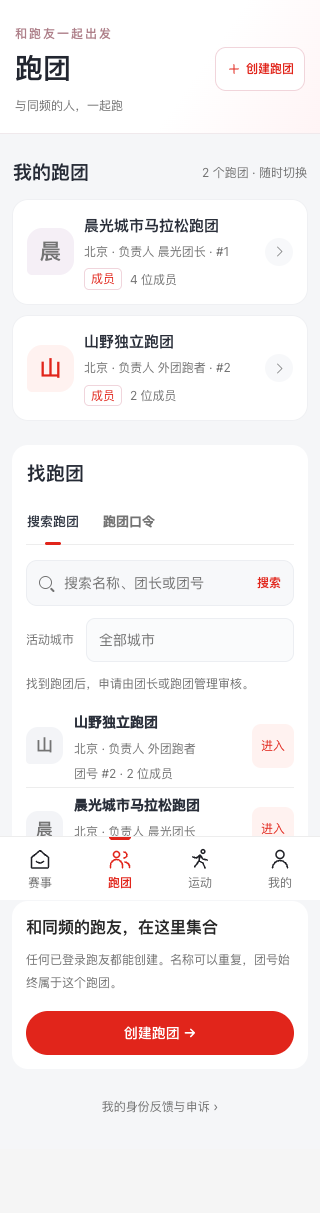 和跑友一起出发
跑团
+ 创建跑团
与同频的人，一起跑
我的跑团
2 个跑团 · 随时切换
晨
晨光城市马拉松跑团
北京 · 负责人 晨光团长 · #1
成员 4 位成员
山
山野独立跑团
北京 · 负责人 外团跑者 · #2
成员 2 位成员
找跑团
搜索跑团 跑团口令
搜索名称、团长或团号 搜索
活动城市 全部城市
找到跑团后，申请由团长或跑团管理审核。
山
山野独立跑团
北京 · 负责人 外团跑者
团号 #2 · 2 位成员
进入
晨
晨光城市马拉松跑团
北京 · 负责人 晨光团长
进入
赛事 跑团 运动 我的
和同频的跑友，在这里集合
任何已登录跑友都能创建。名称可以重复，团号始
终属于这个跑团。
创建跑团 →
我的身份反馈与申诉 ›